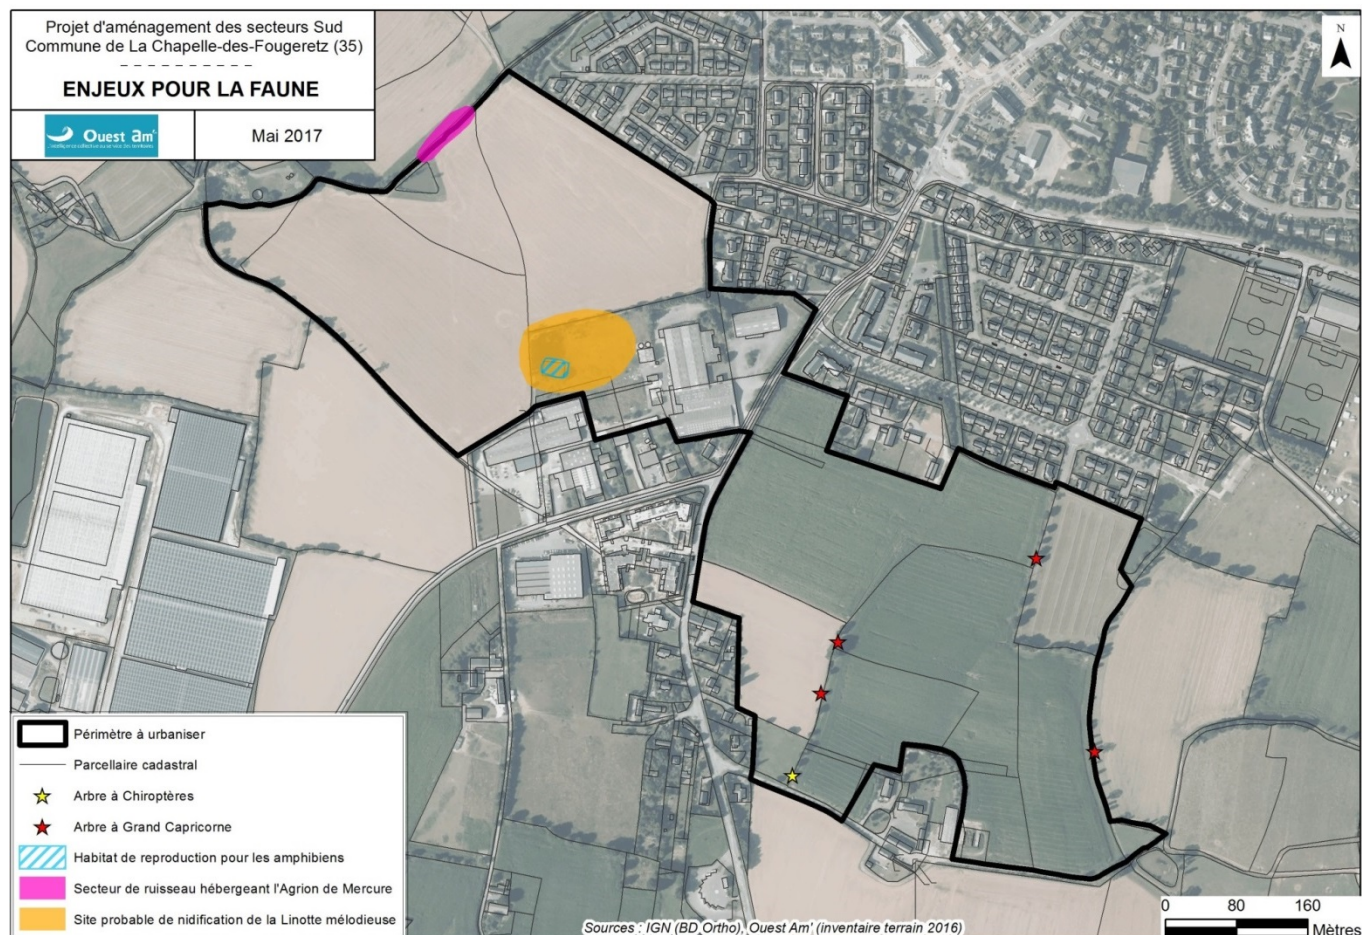 Projet d'aménagement des secteurs Sud
Commune de La Chapelle-des-Fougeretz (35)
ENJEUX POUR LA FAUNE
Ouest am'
Mai 2017
N
Périmètre à urbaniser
Parcellaire cadastral
Arbre à Chiroptères
Arbre à Grand Capricorne
Habitat de reproduction pour les amphibiens
Secteur de ruisseau hébergeant l'Agrion de Mercure
Site probable de nidification de la Linotte mélodieuse
Sources : IGN (BD Ortho), Ouest Am' (inventaire terrain 2016)
0 80 160
Mètres